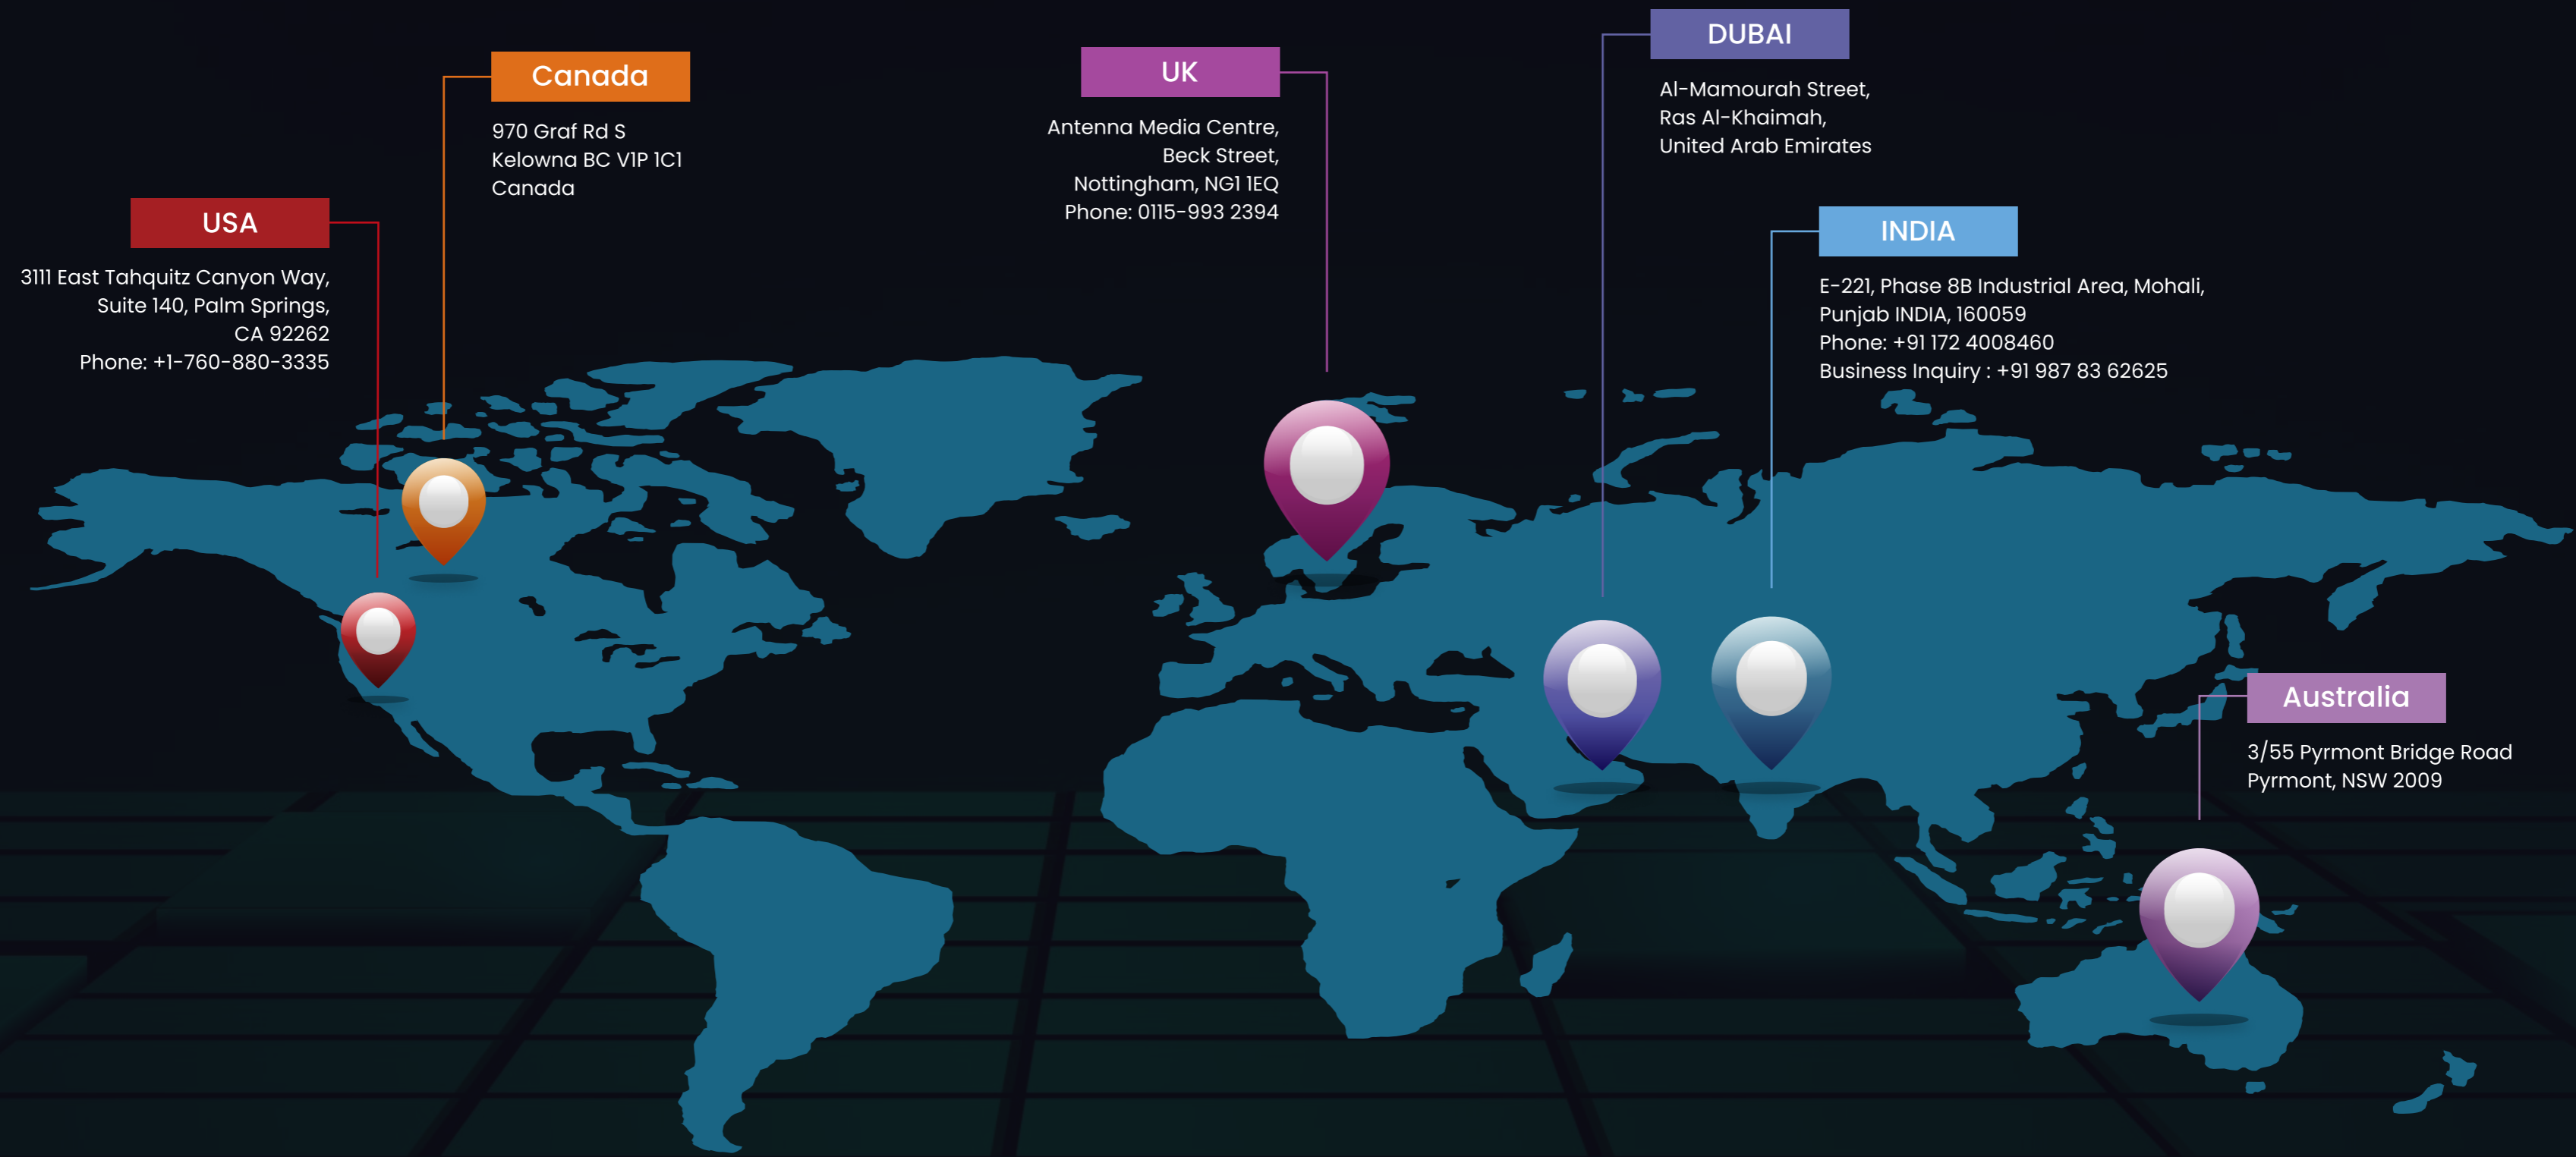 Canada
970 Graf Rd S
Kelowna BC V1P 1C1
Canada
USA
3111 East Tahquitz Canyon Way,
Suite 140, Palm Springs,
CA 92262
Phone: +1-760-880-3335
UK
Antenna Media Centre,
Beck Street,
Nottingham, NG1 1EQ
Phone: 0115-993 2394
DUBAI
Al-Mamourah Street,
Ras Al-Khaimah,
United Arab Emirates
INDIA
E-221, Phase 8B Industrial Area, Mohali,
Punjab INDIA, 160059
Phone: +91 172 4008460
Business Inquiry : +91 987 83 62625
Australia
3/55 Pyrmont Bridge Road
Pyrmont, NSW 2009